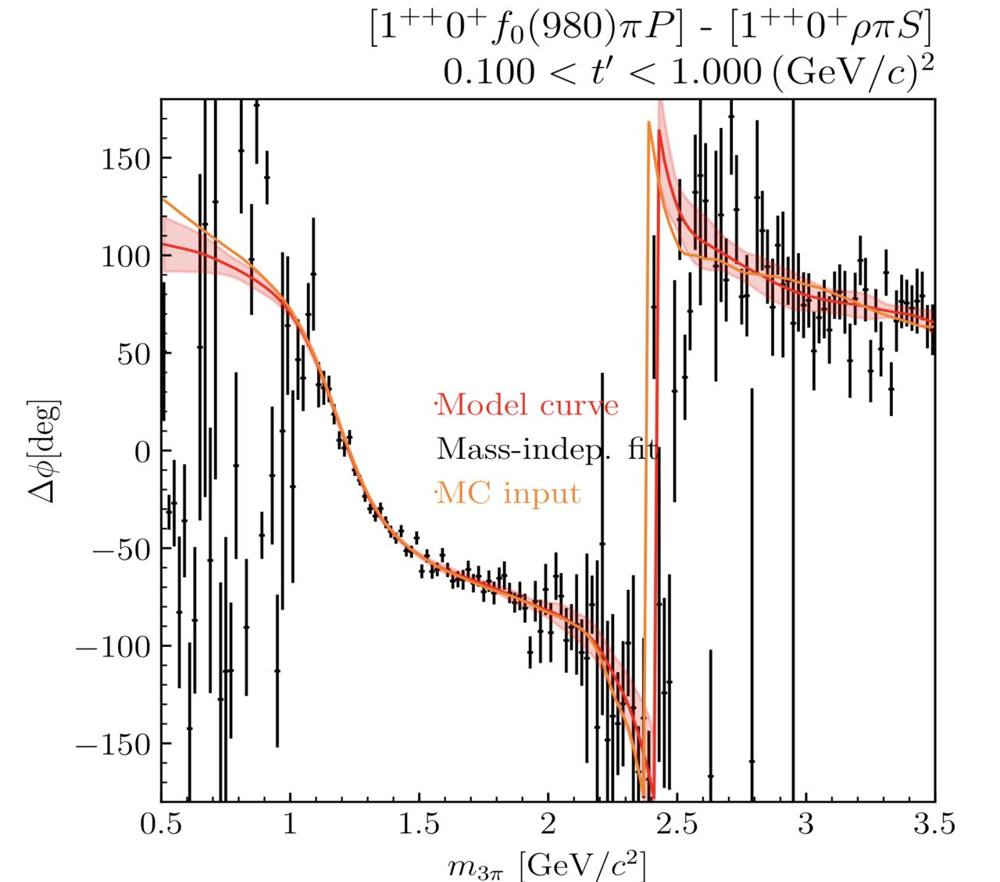 [1⁺⁺0⁺f₀(980)πP] - [1⁺⁺0⁺ρπS]
0.100 < t′ < 1.000 (GeV/c)²
150
100
50
0
−50
−100
−150
Δϕ[deg]
Model curve
Mass-indep. fit
MC input
0.5 1 1.5 2 2.5 3 3.5
m₃π [GeV/c²]